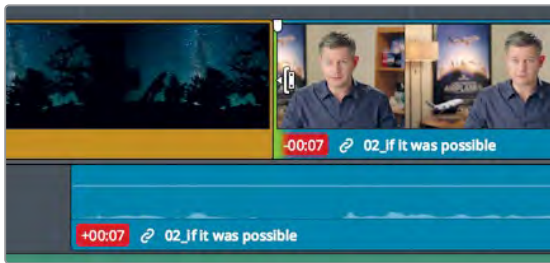 -00:07 02_if it was possible
+00:07 02_if it was possible